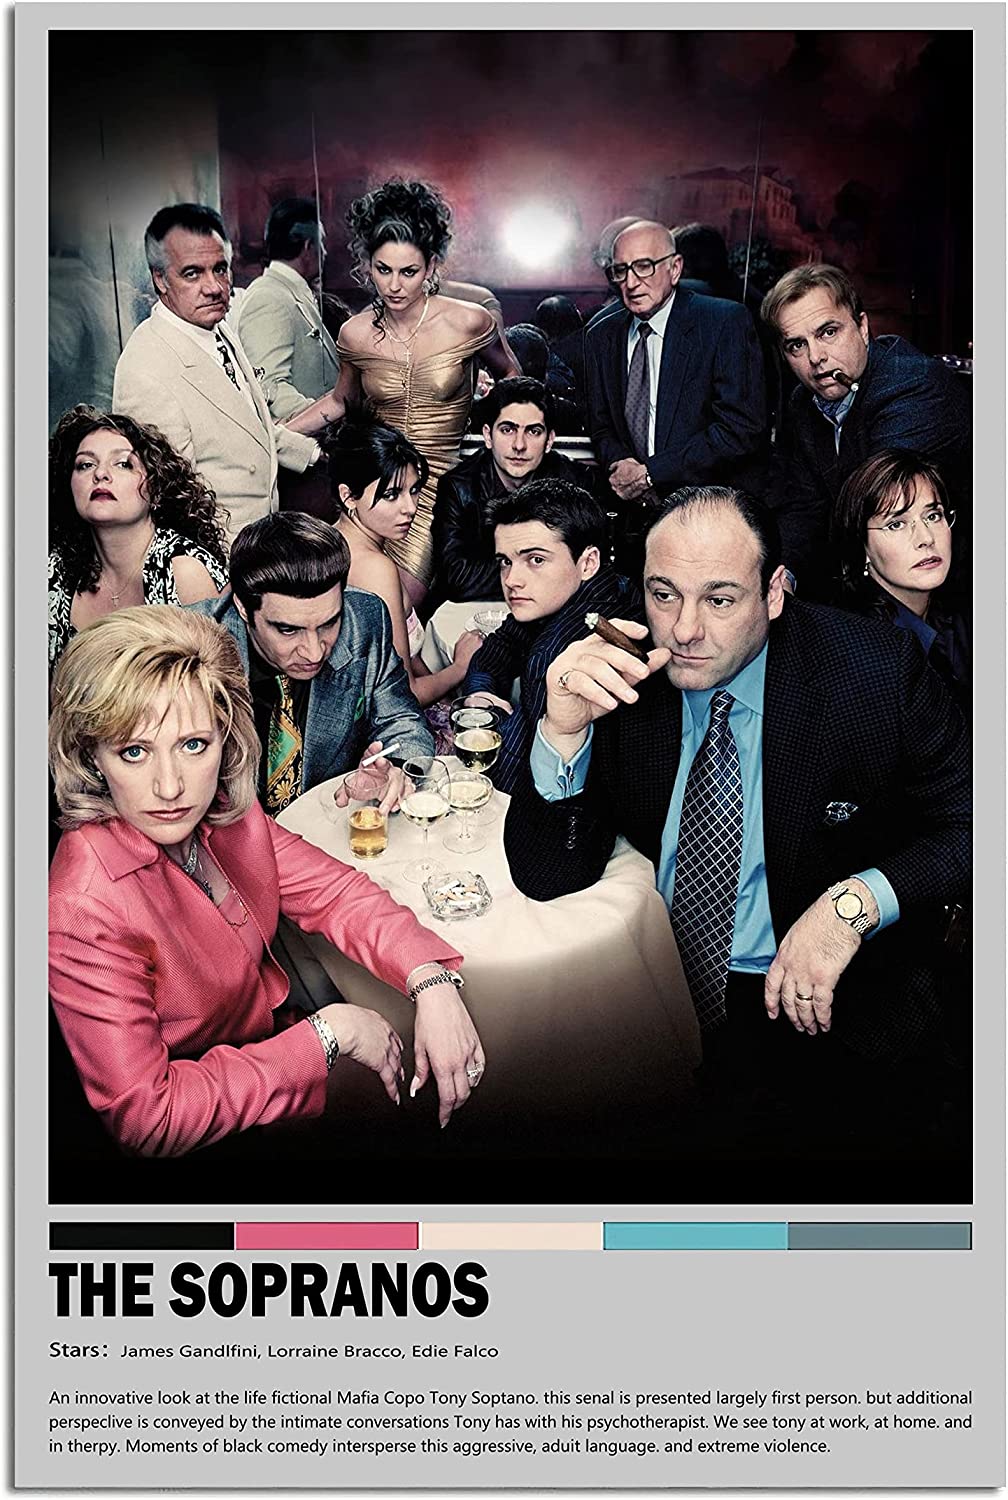 THE SOPRANOS
Stars: James Gandlfini, Lorraine Bracco, Edie Falco
An innovative look at the life fictional Mafia Copo Tony Soptano. this senal is presented largely first person. but additional
perspeclive is conveyed by the intimate conversations Tony has with his psychotherapist. We see tony at work, at home. and
in therpy. Moments of black comedy intersperse this aggressive, aduit language. and extreme violence.